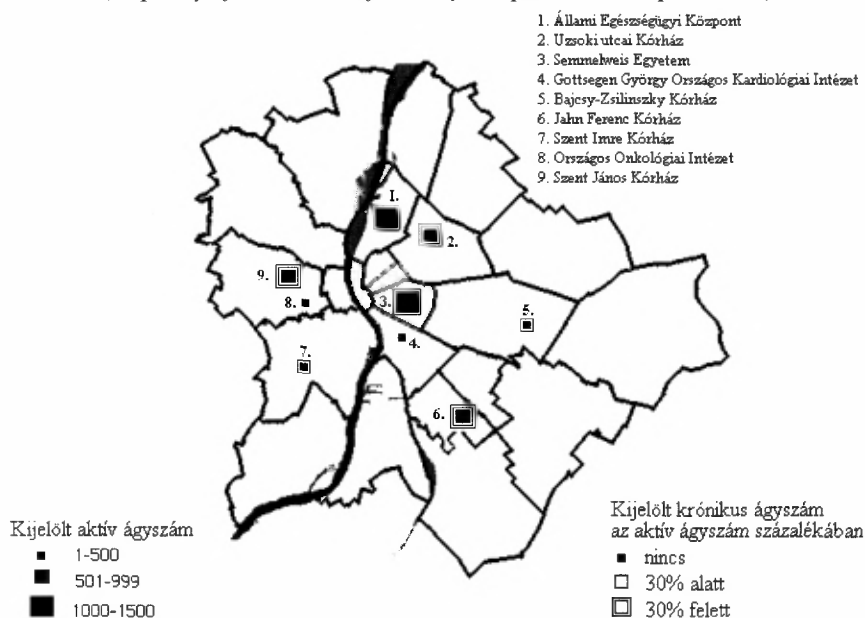 1. Állami Egészségügyi Központ
2. Uzsoki utcai Kórház
3. Semmelweis Egyetem
4. Gottsegen György Országos Kardiológiai Intézet
5. Bajcsy-Zsilinszky Kórház
6. Jahn Ferenc Kórház
7. Szent Imre Kórház
8. Országos Onkológiai Intézet
9. Szent János Kórház
1.
2.
9.
8.
3.
4.
5.
7.
6.
Kijelölt aktív ágyszám
1-500
501-999
1000-1500
Kijelölt krónikus ágyszám
az aktív ágyszám százalékában
nincs
30% alatt
30% felett